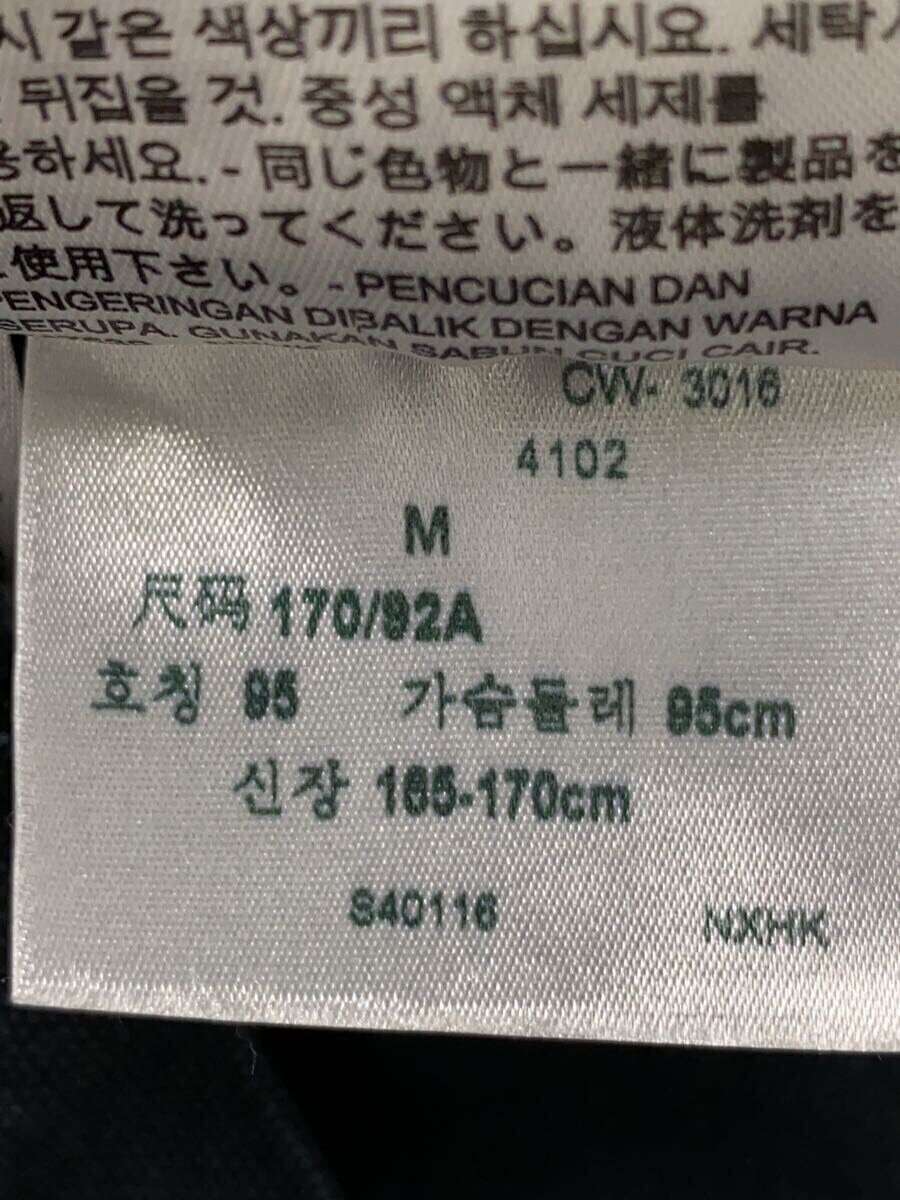 시 같은 색상끼리 하십시요. 세탁
뒤집을 것. 중성 액체 세제를
하세요. - 同じ色物と一緒に製品を
返して洗ってください。液体洗剤を
使用下さい。- PENCUCIAN DAN
PENGERINGAN DIBALIK DENGAN WARNA
SERUPA. GUNAKAN SABUN CUCI CAIR.
CW- 3016
4102
M
尺码 170/92A
호칭 95 가슴둘레 95cm
신장 165-170cm
S40116 NXHK